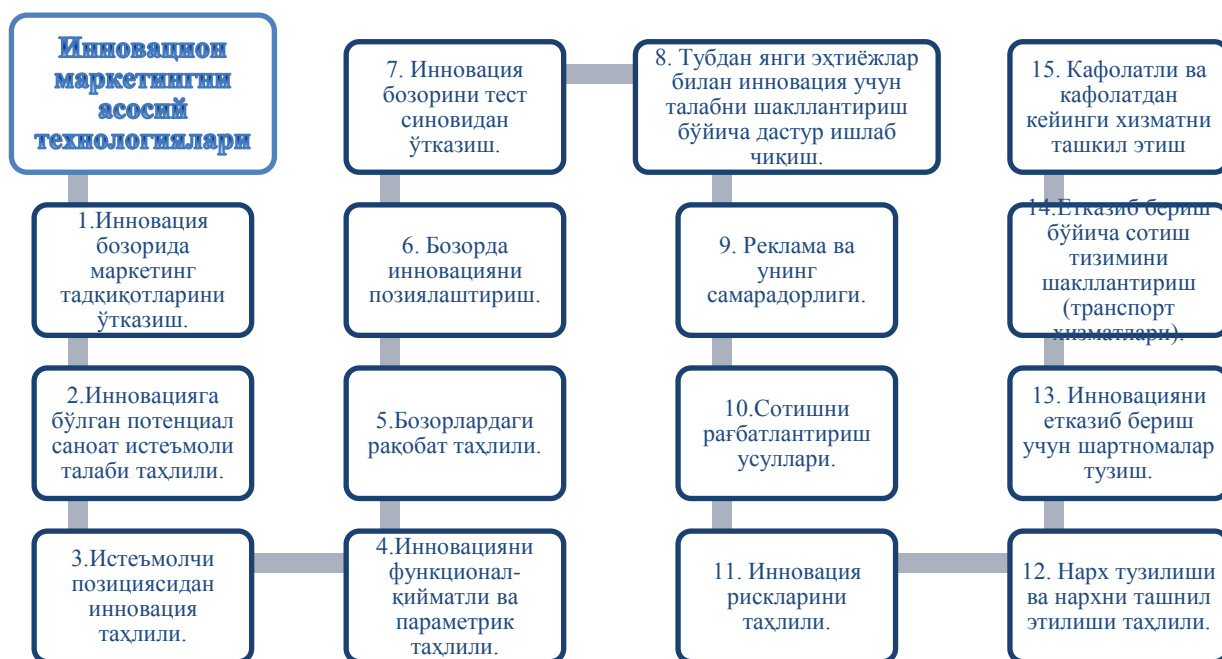 Инновацион
маркетингни
асосий
технологиялари
1.Инновация
бозорида
маркетинг
тадқиқотларини
ўтказиш.
2.Инновацияга
бўлган потенциал
саноат истеъмоли
талаби таҳлили.
3.Истеъмолчи
позициясидан
инновация
таҳлили.
4.Инновацияни
функционал-
қийматли ва
параметрик
таҳлили.
5.Бозорлардаги
рақобат таҳлили.
6. Бозорда
инновацияни
позиялаштириш.
7. Инновация
бозорини тест
синовидан
ўтказиш.
8. Тубдан янги эҳтиёжлар
билан инновация учун
талабни шакллантириш
бўйича дастур ишлаб
чиқиш.
9. Реклама ва
унинг
самарадорлиги.
10.Сотишни
рағбатлантириш
усуллари.
11. Инновация
рискларини
таҳлили.
12. Нарх тузилиши
ва нархни ташнил
этилиши таҳлили.
13. Инновацияни
етказиб бериш
учун шартномалар
тузиш.
14.Етказиб бериш
бўйича сотиш
тизимини
шакллантириш
(транспорт
хизматлари).
15. Кафолатли ва
кафолатдан
кейинги хизматни
ташкил этиш